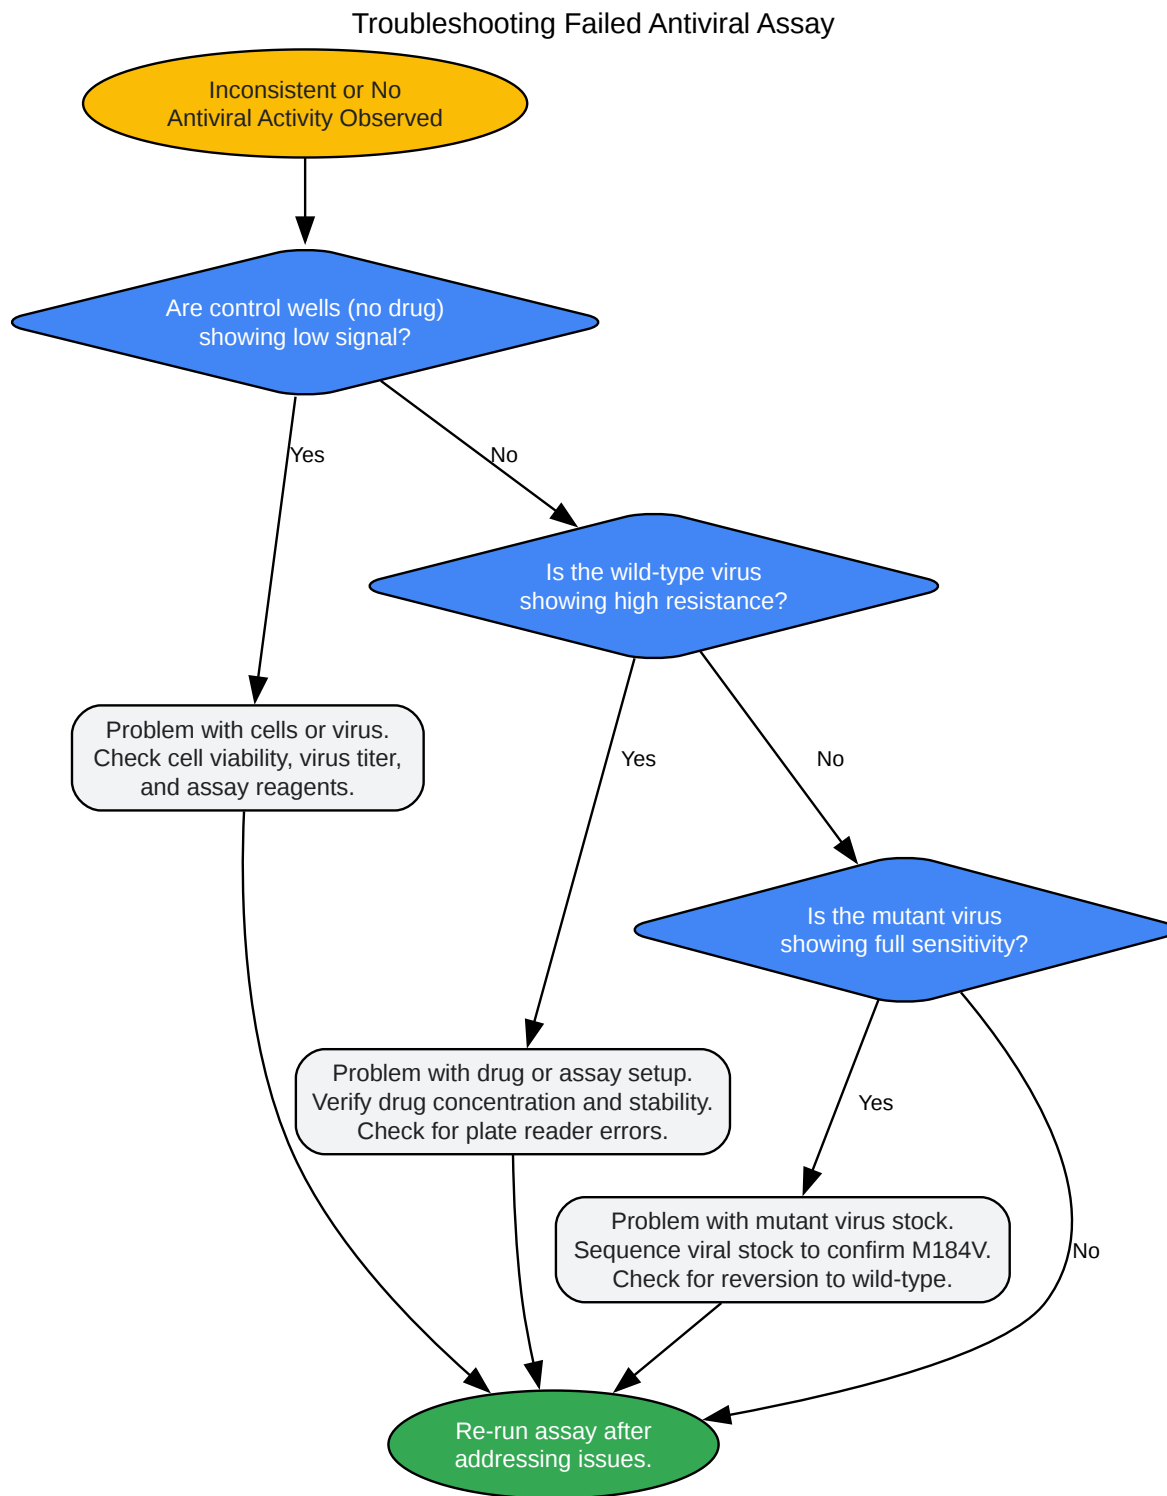 Troubleshooting Failed Antiviral Assay
Inconsistent or No
Antiviral Activity Observed
Are control wells (no drug)
showing low signal?
Yes
No
Is the wild-type virus
showing high resistance?
Problem with cells or virus.
Check cell viability, virus titer,
and assay reagents.
Yes
No
Is the mutant virus
showing full sensitivity?
Problem with drug or assay setup.
Verify drug concentration and stability.
Check for plate reader errors.
Yes
Problem with mutant virus stock.
Sequence viral stock to confirm M184V.
Check for reversion to wild-type.
No
Re-run assay after
addressing issues.